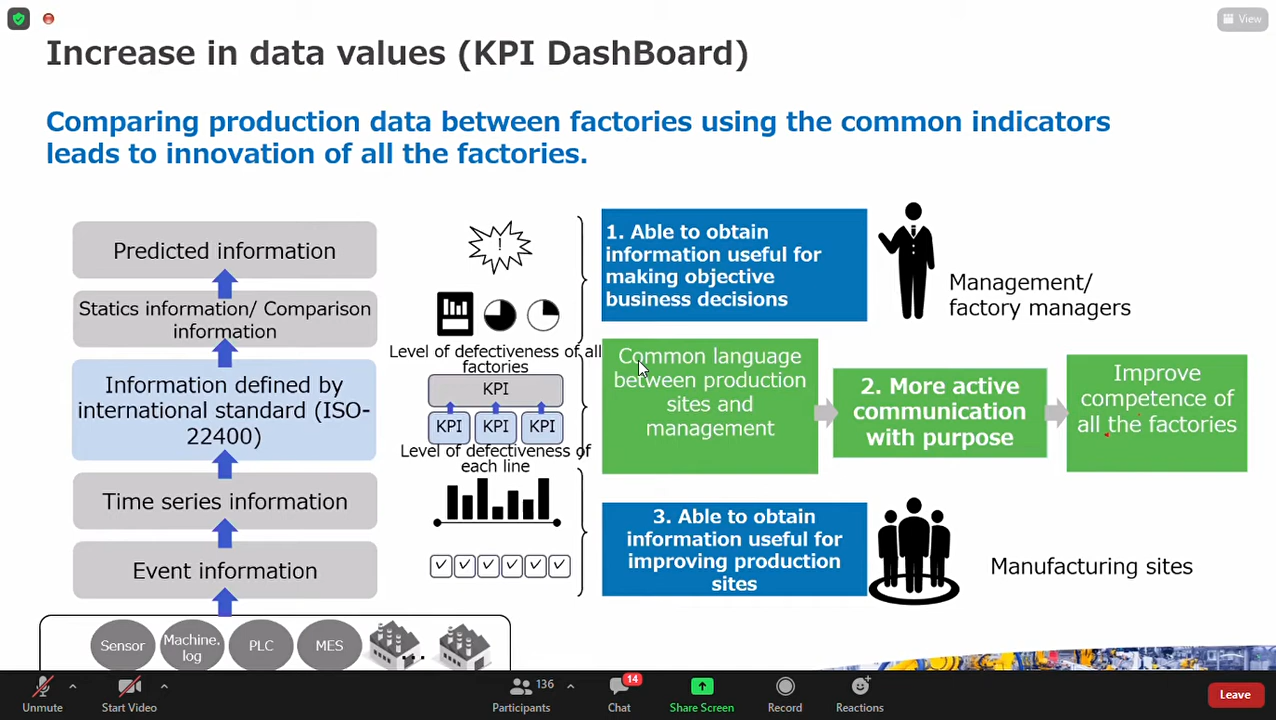 View
Increase in data values (KPI DashBoard)
Comparing production data between factories using the common indicators
leads to innovation of all the factories.
Predicted information
Statics information/ Comparison
information
Information defined by
international standard (ISO-
22400)
Time series information
Event information
Sensor
Machine.
log
PLC
MES
...
!
Level of defectiveness of all
factories
KPI
KPI
KPI
KPI
Level of defectiveness of
each line
1. Able to obtain
information useful for
making objective
business decisions
Management/
factory managers
Common language
between production
sites and
management
2. More active
communication
with purpose
Improve
competence of
all the factories
3. Able to obtain
information useful for
improving production
sites
Manufacturing sites
Unmute
Start Video
136
Participants
14
Chat
Share Screen
Record
Reactions
Leave